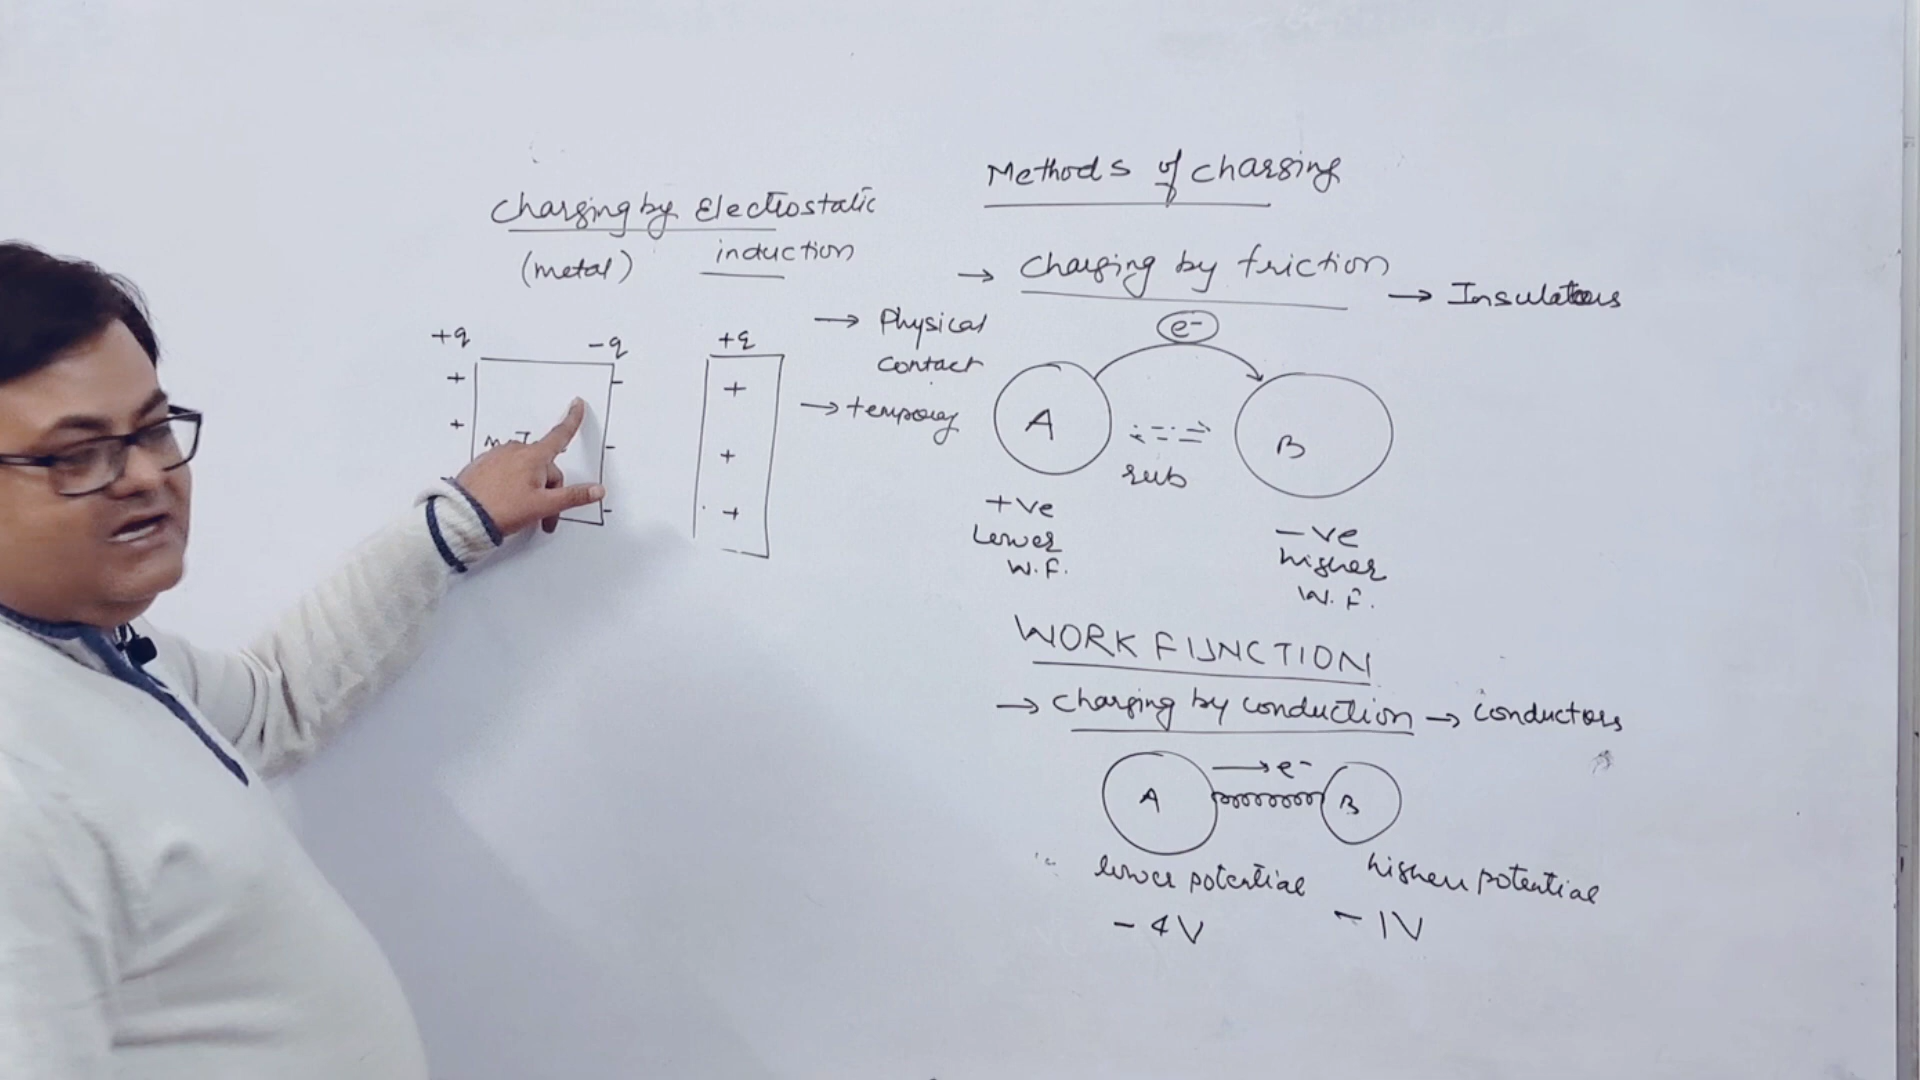 Methods of charging
→ Charging by friction → Insulators
e-
A
B
rub
+ve
Lower
W.F.
-ve
higher
W.F.
WORK FUNCTION
→ Charging by conduction → Conductors
→ e-
A
B
lower potential
higher potential
- 4V
- 1V
Charging by Electrostatic
(metal) induction
+q
-q
+q
+
+
-
-
-
+
+
+
→ Physical
Contact
→ temporary